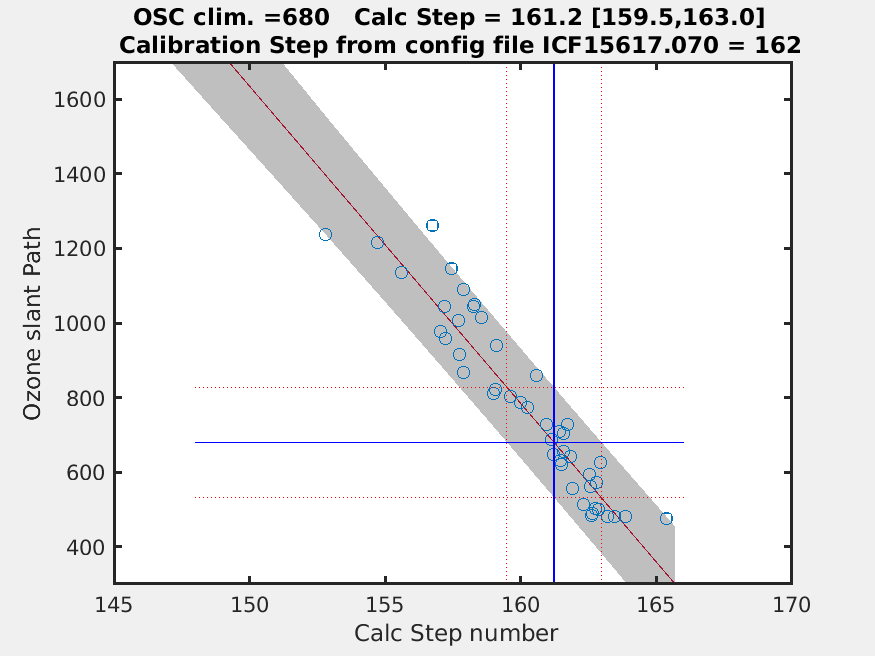 OSC clim. =680   Calc Step = 161.2 [159.5,163.0]
Calibration Step from config file ICF15617.070 = 162
Ozone slant Path
1600
1400
1200
1000
800
600
400
145 150 155 160 165 170
Calc Step number